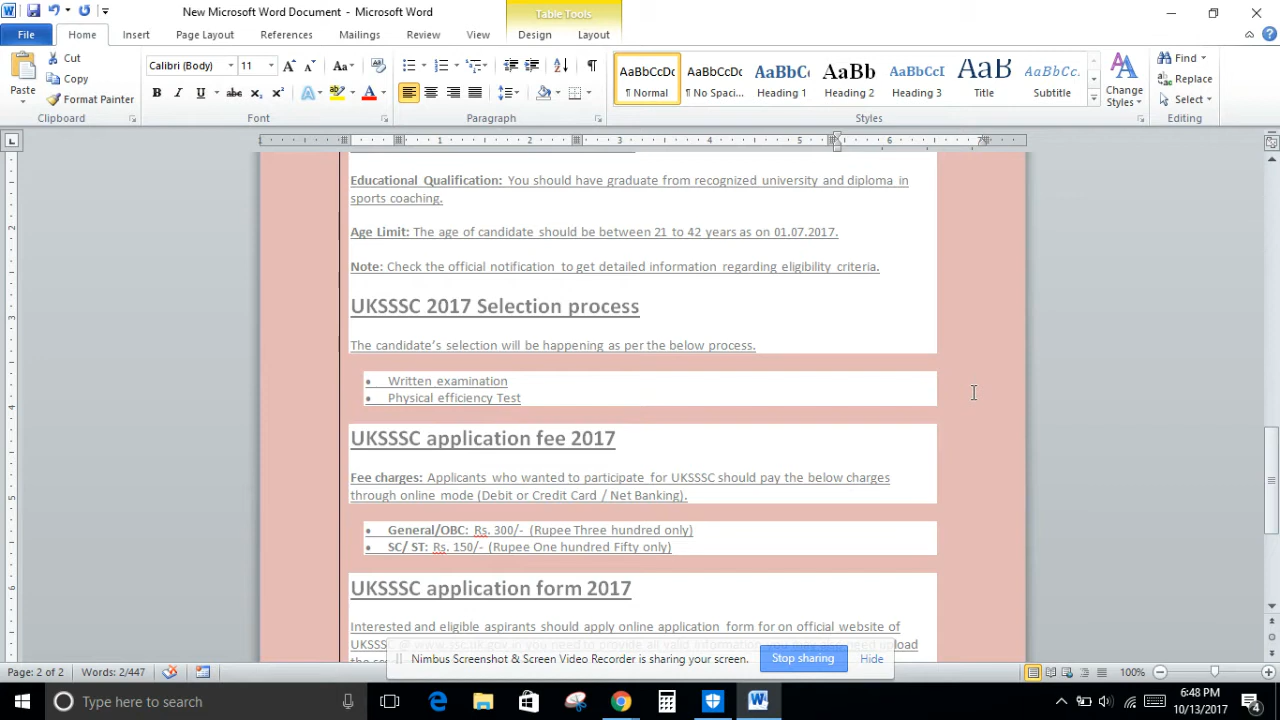 New Microsoft Word Document - Microsoft Word
Table Tools
File Home Insert Page Layout References Mailings Review View Design Layout
Paste
Cut
Copy
Format Painter
Clipboard
Calibri (Body) 11
Font
Paragraph
AaBbCcDc
¶ Normal
AaBbCcDc
¶ No Spaci...
AaBbC
Heading 1
AaBb
Heading 2
AaBbCcI
Heading 3
AaB
Title
AaBbCc.
Subtitle
Change Styles
Styles
Find
Replace
Select
Editing
Educational Qualification: You should have graduate from recognized university and diploma in
sports coaching.
Age Limit: The age of candidate should be between 21 to 42 years as on 01.07.2017.
Note: Check the official notification to get detailed information regarding eligibility criteria.
UKSSSC 2017 Selection process
The candidate's selection will be happening as per the below process.
• Written examination
• Physical efficiency Test
UKSSSC application fee 2017
Fee charges: Applicants who wanted to participate for UKSSSC should pay the below charges
through online mode (Debit or Credit Card / Net Banking).
• General/OBC: Rs. 300/- (Rupee Three hundred only)
• SC/ ST: Rs. 150/- (Rupee One hundred Fifty only)
UKSSSC application form 2017
Interested and eligible aspirants should apply online application form for on official website of
Nimbus Screenshot & Screen Video Recorder is sharing your screen. Stop sharing Hide
Page: 2 of 2 Words: 2/447 100%
Type here to search
6:48 PM
10/13/2017
4